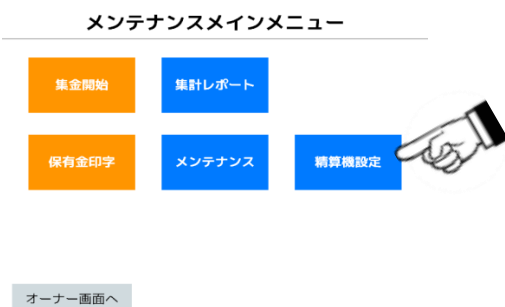 メンテナンスメインメニュー
集金開始
集計レポート
保有金印字
メンテナンス
精算機設定
オーナー画面へ